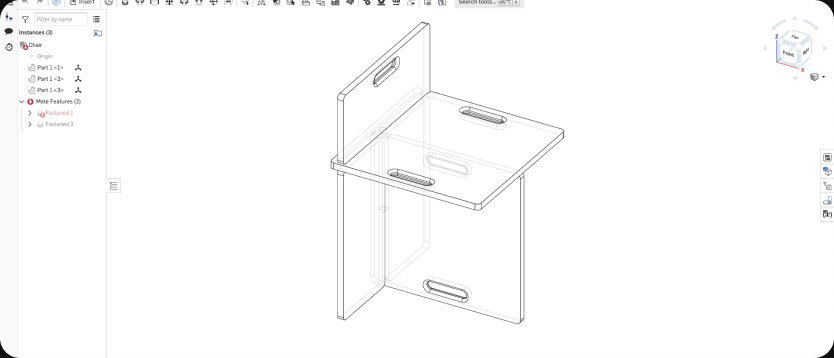 Insert
Search tools... alt/⌥ c
Filter by name
Instances (3)
Chair
Origin
Part 1 <1>
Part 1 <2>
Part 1 <3>
Mate Features (2)
Fastened 1
Fastened 2
Z
Top
Front
Right
X